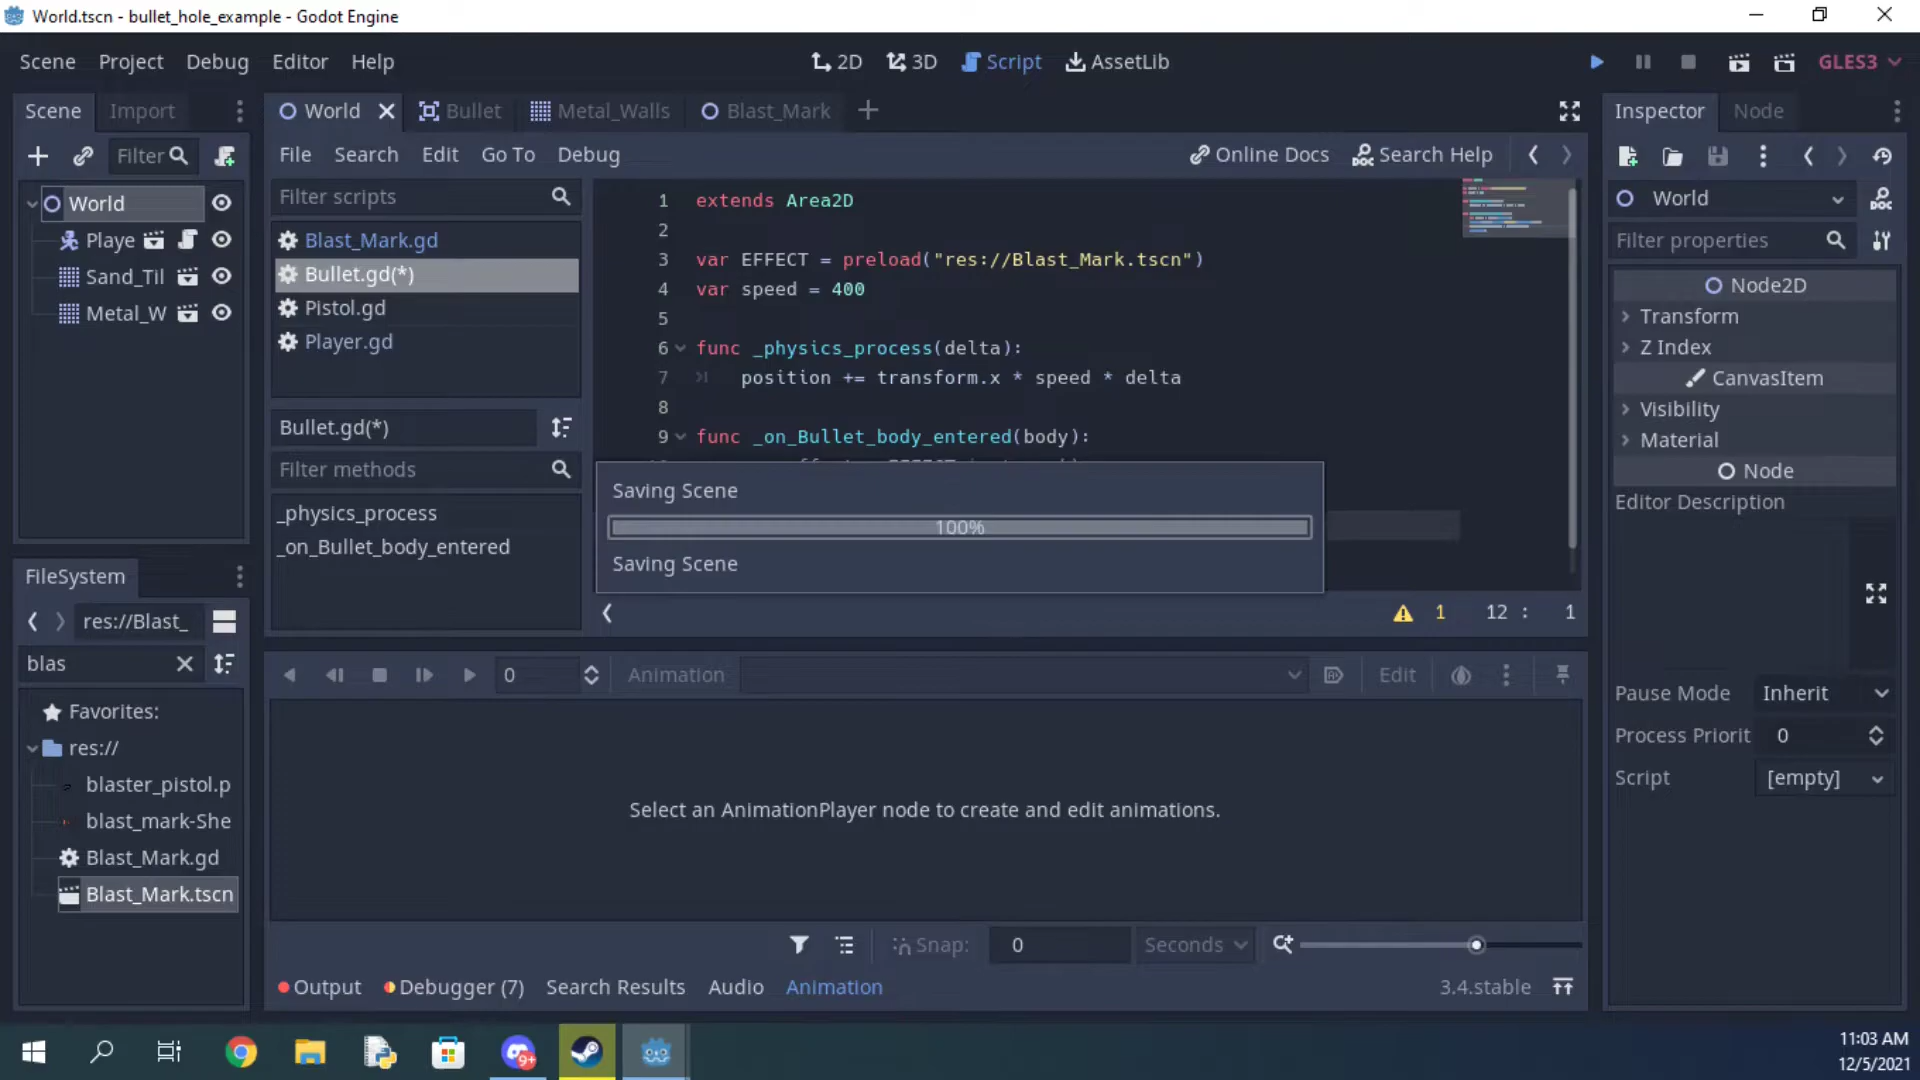 World.tscn - bullet_hole_example - Godot Engine
Scene Project Debug Editor Help
2D 3D Script AssetLib
GLES3
Scene Import
World Bullet Metal_Walls Blast_Mark
Inspector Node
Filter
File Search Edit Go To Debug
Online Docs Search Help
World
Playe
Sand_Til
Metal_W
Filter scripts
Blast_Mark.gd
Bullet.gd(*)
Pistol.gd
Player.gd
Bullet.gd(*)
Filter methods
_physics_process
_on_Bullet_body_entered
1 extends Area2D
2
3 var EFFECT = preload("res://Blast_Mark.tscn")
4 var speed = 400
5
6 func _physics_process(delta):
7 position += transform.x * speed * delta
8
9 func _on_Bullet_body_entered(body):
Saving Scene
100%
Saving Scene
1 12 : 1
World
Filter properties
Node2D
Transform
Z Index
CanvasItem
Visibility
Material
Node
Editor Description
Pause Mode Inherit
Process Priorit 0
Script [empty]
FileSystem
res://Blast_
blas
Favorites:
res://
blaster_pistol.p
blast_mark-She
Blast_Mark.gd
Blast_Mark.tscn
0 Animation Edit
Select an AnimationPlayer node to create and edit animations.
Snap: 0 Seconds
Output Debugger (7) Search Results Audio Animation
3.4.stable
9+
11:03 AM
12/5/2021